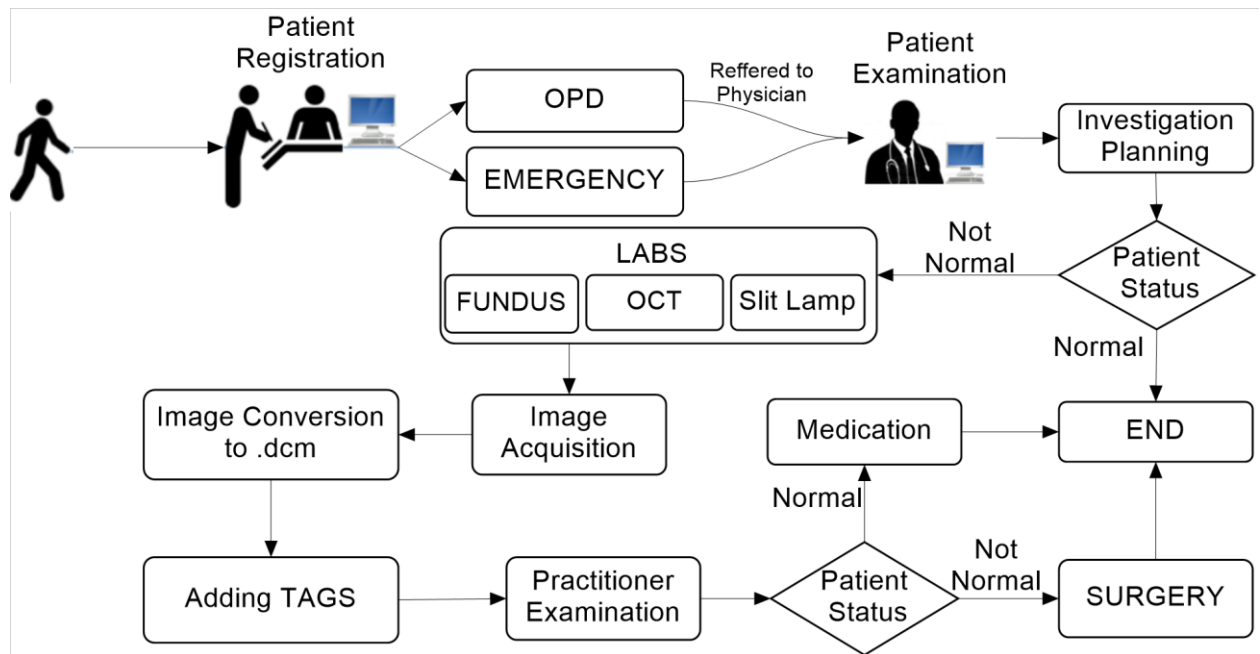 Patient
Registration
OPD
EMERGENCY
Reffered to
Physician
Patient
Examination
Investigation
Planning
Patient
Status
Not
Normal
Normal
LABS
FUNDUS
OCT
Slit Lamp
Image
Acquisition
Image Conversion
to .dcm
Adding TAGS
Practitioner
Examination
Patient
Status
Normal
Medication
Not
Normal
SURGERY
END